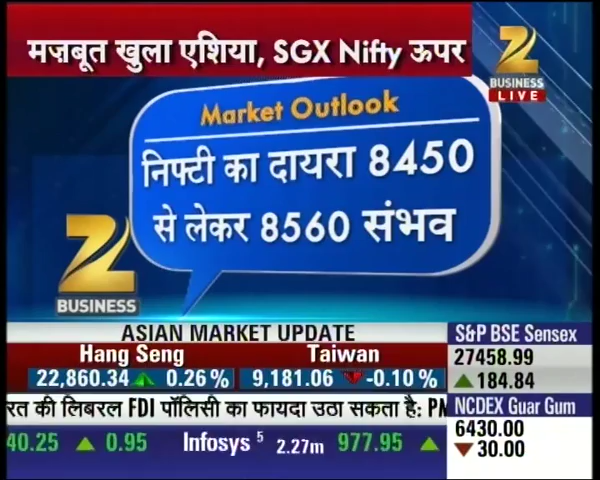 मज़बूत खुला एशिया, SGX Nifty ऊपर
BUSINESS
LIVE
Market Outlook
निफ्टी का दायरा 8450
से लेकर 8560 संभव
BUSINESS
ASIAN MARKET UPDATE
Hang Seng
22,860.34 0.26%
Taiwan
9,181.06 -0.10%
S&P BSE Sensex
27458.99
184.84
रत की लिबरल FDI पॉलिसी का फायदा उठा सकता है: PM
NCDEX Guar Gum
6430.00
30.00
40.25 0.95 Infosys 5 2.27m 977.95